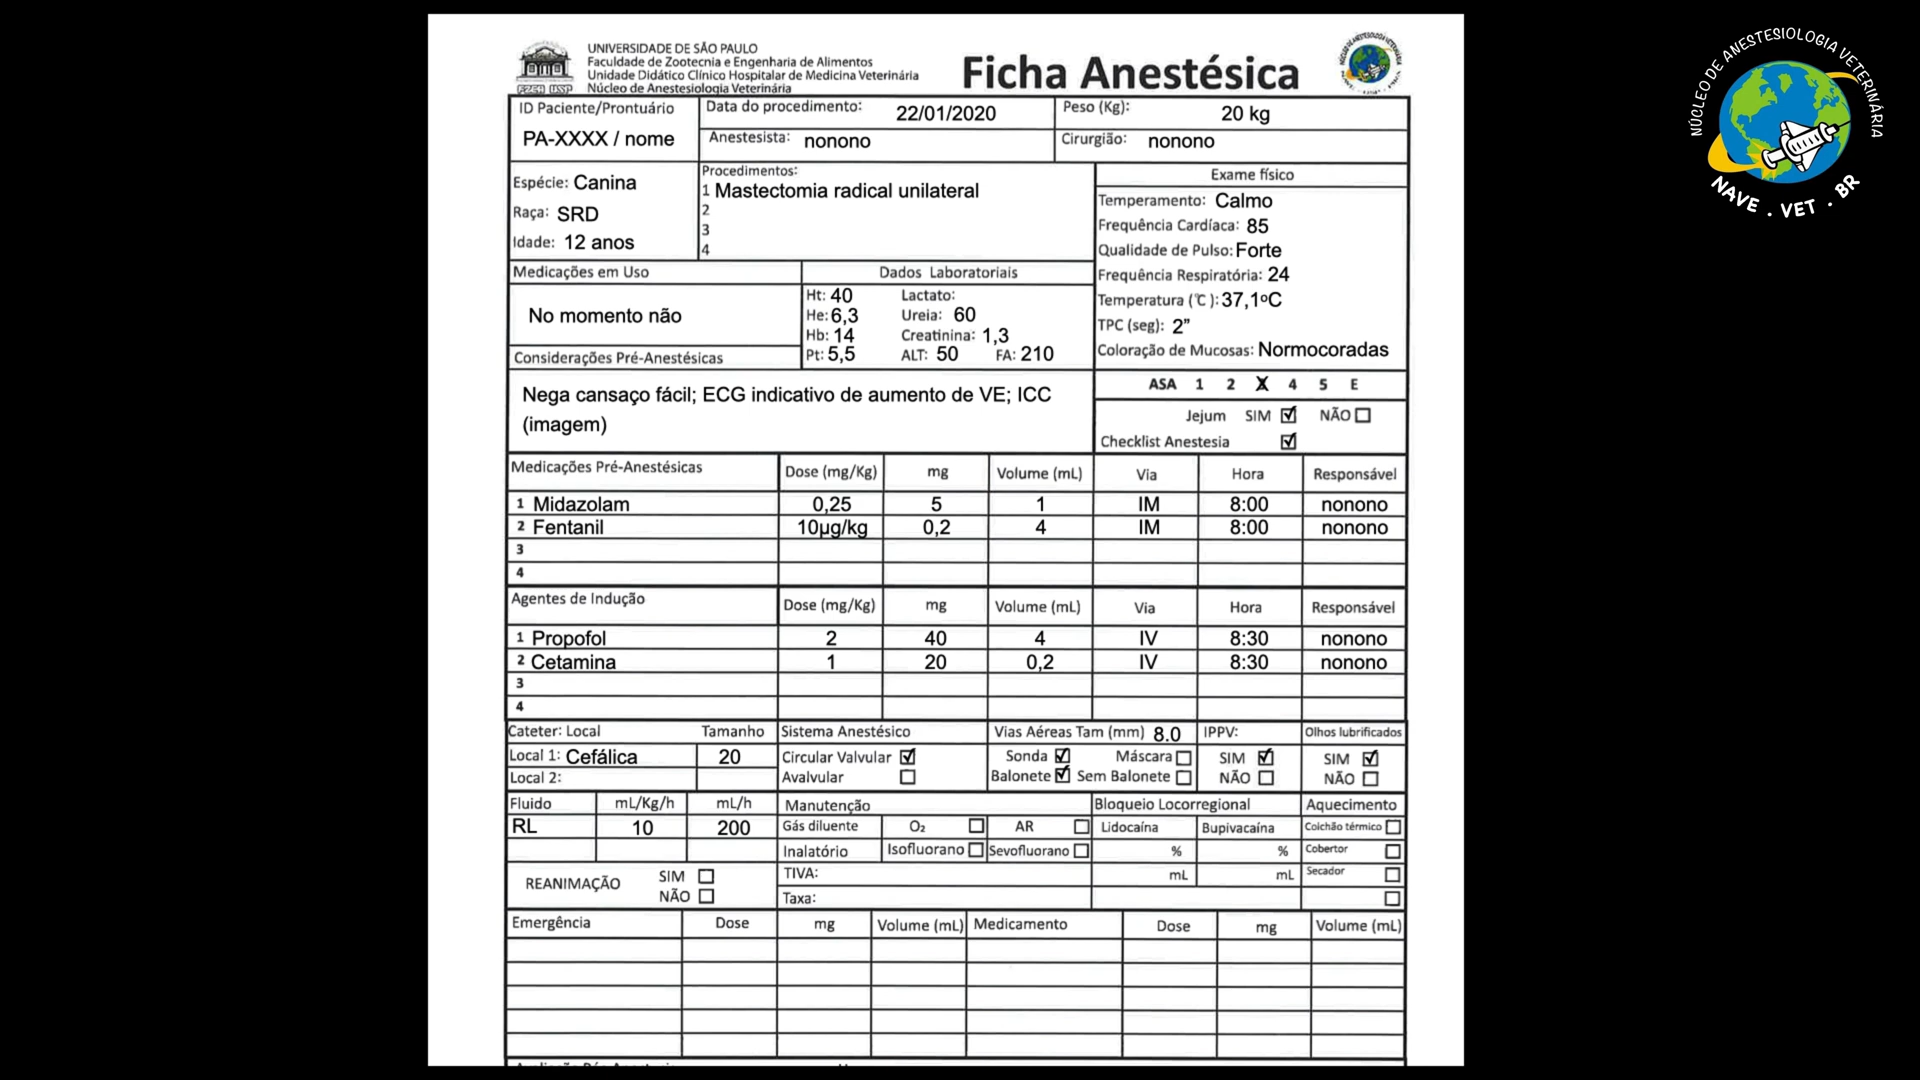 UNIVERSIDADE DE SÃO PAULO
Faculdade de Zootecnia e Engenharia de Alimentos
Unidade Didático Clínico Hospitalar de Medicina Veterinária
Núcleo de Anestesiologia Veterinária
FZEA USP
Ficha Anestésica
NÚCLEO DE ANESTESIOLOGIA VETERINÁRIA
NAVE . VET . BR
ID Paciente/Prontuário
PA-XXXX / nome
Data do procedimento: 22/01/2020
Peso (Kg): 20 kg
Anestesista: nonono
Cirurgião: nonono
Espécie: Canina
Raça: SRD
Idade: 12 anos
Procedimentos:
1 Mastectomia radical unilateral
2
3
4
Exame físico
Temperamento: Calmo
Frequência Cardíaca: 85
Qualidade de Pulso: Forte
Frequência Respiratória: 24
Temperatura (℃): 37,1ºC
TPC (seg): 2”
Coloração de Mucosas: Normocoradas
Medicações em Uso
No momento não
Dados Laboratoriais
Ht: 40 Lactato:
He: 6,3 Ureia: 60
Hb: 14 Creatinina: 1,3
Pt: 5,5 ALT: 50 FA: 210
Considerações Pré-Anestésicas
Nega cansaço fácil; ECG indicativo de aumento de VE; ICC
(imagem)
ASA 1 2 X 4 5 E
Jejum SIM NÃO
Checklist Anestesia
Medicações Pré-Anestésicas Dose (mg/Kg) mg Volume (mL) Via Hora Responsável
1 Midazolam 0,25 5 1 IM 8:00 nonono
2 Fentanil 10µg/kg 0,2 4 IM 8:00 nonono
3
4
Agentes de Indução Dose (mg/Kg) mg Volume (mL) Via Hora Responsável
1 Propofol 2 40 4 IV 8:30 nonono
2 Cetamina 1 20 0,2 IV 8:30 nonono
3
4
Cateter: Local Tamanho Sistema Anestésico Vias Aéreas Tam (mm) 8.0 IPPV: Olhos lubrificados
Local 1: Cefálica 20 Circular Valvular Sonda Máscara SIM SIM
Local 2: Avalvular Balonete Sem Balonete NÃO NÃO
Fluido mL/Kg/h mL/h Manutenção Bloqueio Locorregional Aquecimento
RL 10 200 Gás diluente O₂ AR Lidocaína Bupivacaína Colchão térmico
Inalatório Isofluorano Sevofluorano % % Cobertor
REANIMAÇÃO SIM NÃO TIVA: mL mL Secador
Taxa:
Emergência Dose mg Volume (mL) Medicamento Dose mg Volume (mL)